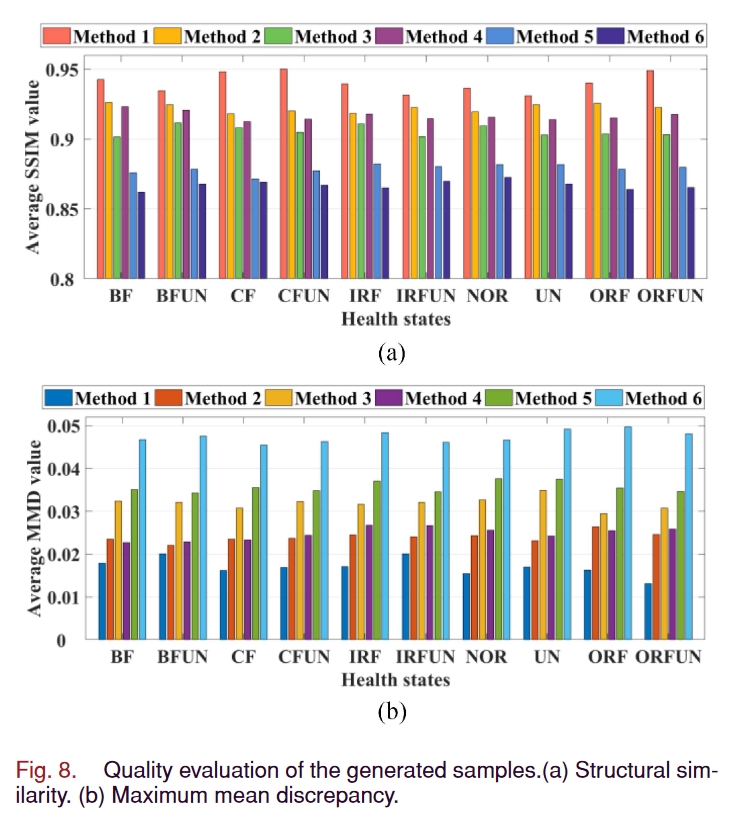 Method 1 Method 2 Method 3 Method 4 Method 5 Method 6
0.95
0.9
0.85
0.8
Average SSIM value
BF BFUN CF CFUN IRF IRFUN NOR UN ORF ORFUN
Health states
(a)
Method 1 Method 2 Method 3 Method 4 Method 5 Method 6
0.05
0.04
0.03
0.02
0.01
0
Average MMD value
BF BFUN CF CFUN IRF IRFUN NOR UN ORF ORFUN
Health states
(b)
Fig. 8. Quality evaluation of the generated samples.(a) Structural sim-
ilarity. (b) Maximum mean discrepancy.